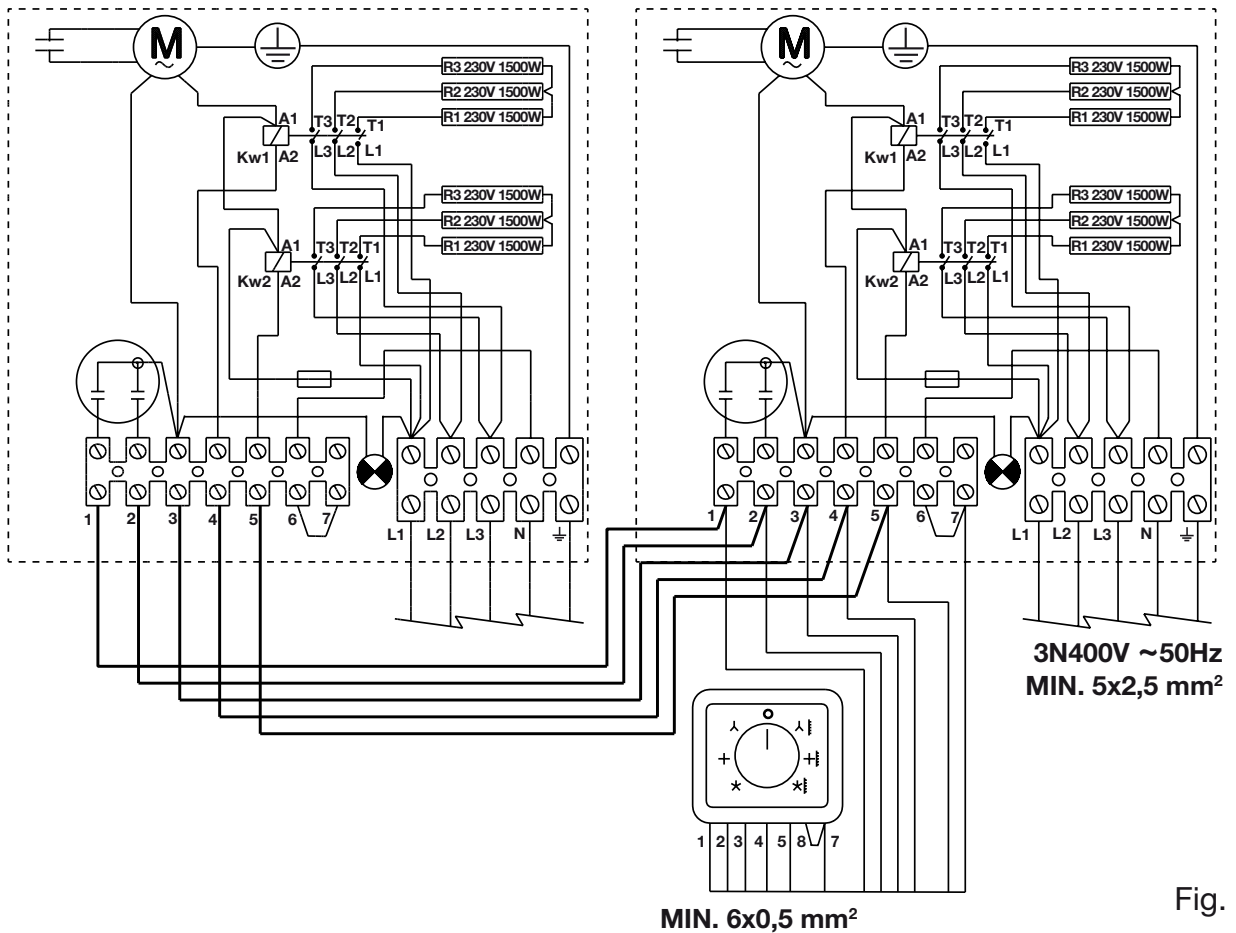 M M
R3 230V 1500W R3 230V 1500W
R2 230V 1500W R2 230V 1500W
R1 230V 1500W R1 230V 1500W
A1 T3 T2 T1 A1 T3 T2 T1
Kw1 A2 L3 L2 L1 Kw1 A2 L3 L2 L1
R3 230V 1500W R3 230V 1500W
R2 230V 1500W R2 230V 1500W
R1 230V 1500W R1 230V 1500W
A1 T3 T2 T1 A1 T3 T2 T1
Kw2 A2 L3 L2 L1 Kw2 A2 L3 L2 L1
1 2 3 4 5 6 7 L1 L2 L3 N 1 2 3 4 5 6 7 L1 L2 L3 N
3N400V ~50Hz
MIN. 5x2,5 mm²
1 2 3 4 5 8 7
MIN. 6x0,5 mm²
Fig.